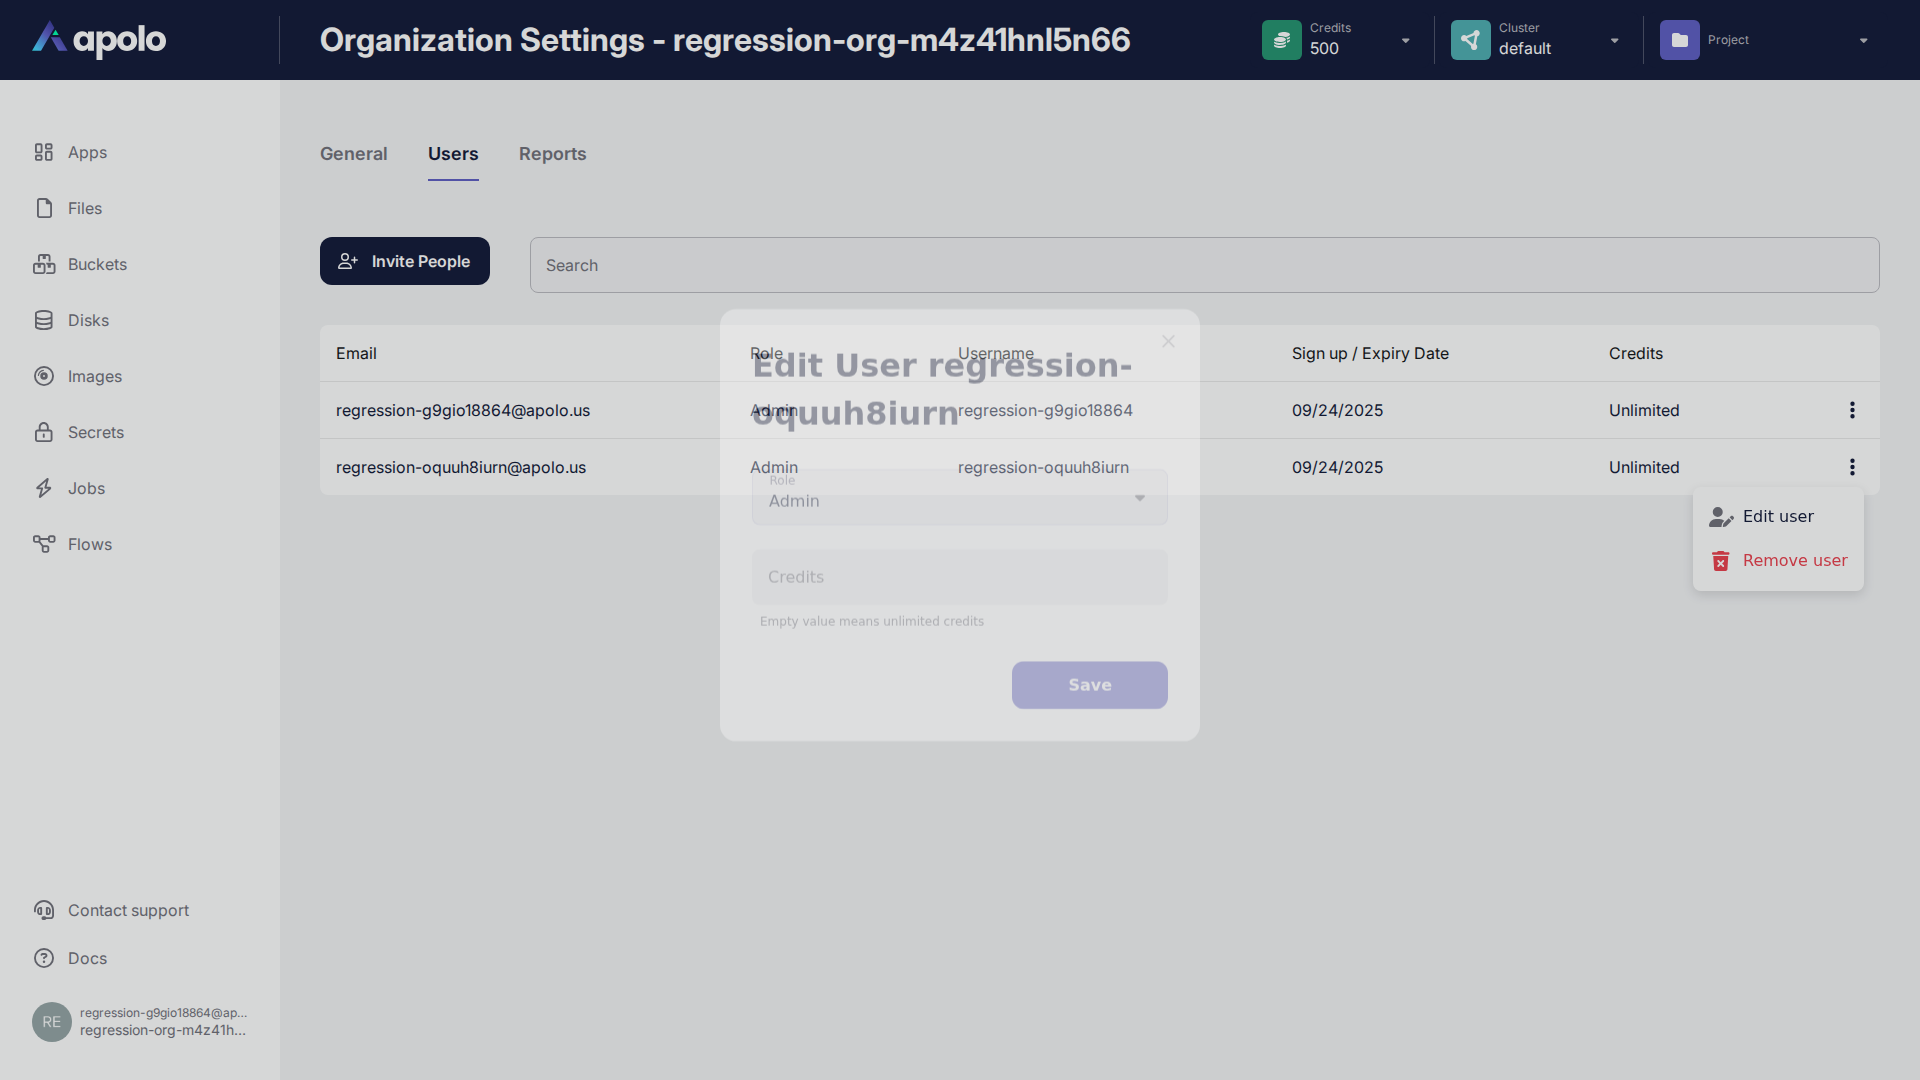 apolo
Organization Settings - regression-org-m4z41hnl5n66
Credits
500
Cluster
default
Project
Apps
Files
Buckets
Disks
Images
Secrets
Jobs
Flows
General
Users
Reports
Invite People
Search
Email
Role
Username
Sign up / Expiry Date
Credits
regression-g9gio18864@apolo.us
Admin
regression-g9gio18864
09/24/2025
Unlimited
regression-oquuh8iurn@apolo.us
Admin
regression-oquuh8iurn
09/24/2025
Unlimited
Edit User regression-
oquuh8iurn
Role
Admin
Credits
Empty value means unlimited credits
Save
Edit user
Remove user
Contact support
Docs
RE
regression-g9gio18864@ap...
regression-org-m4z41h...